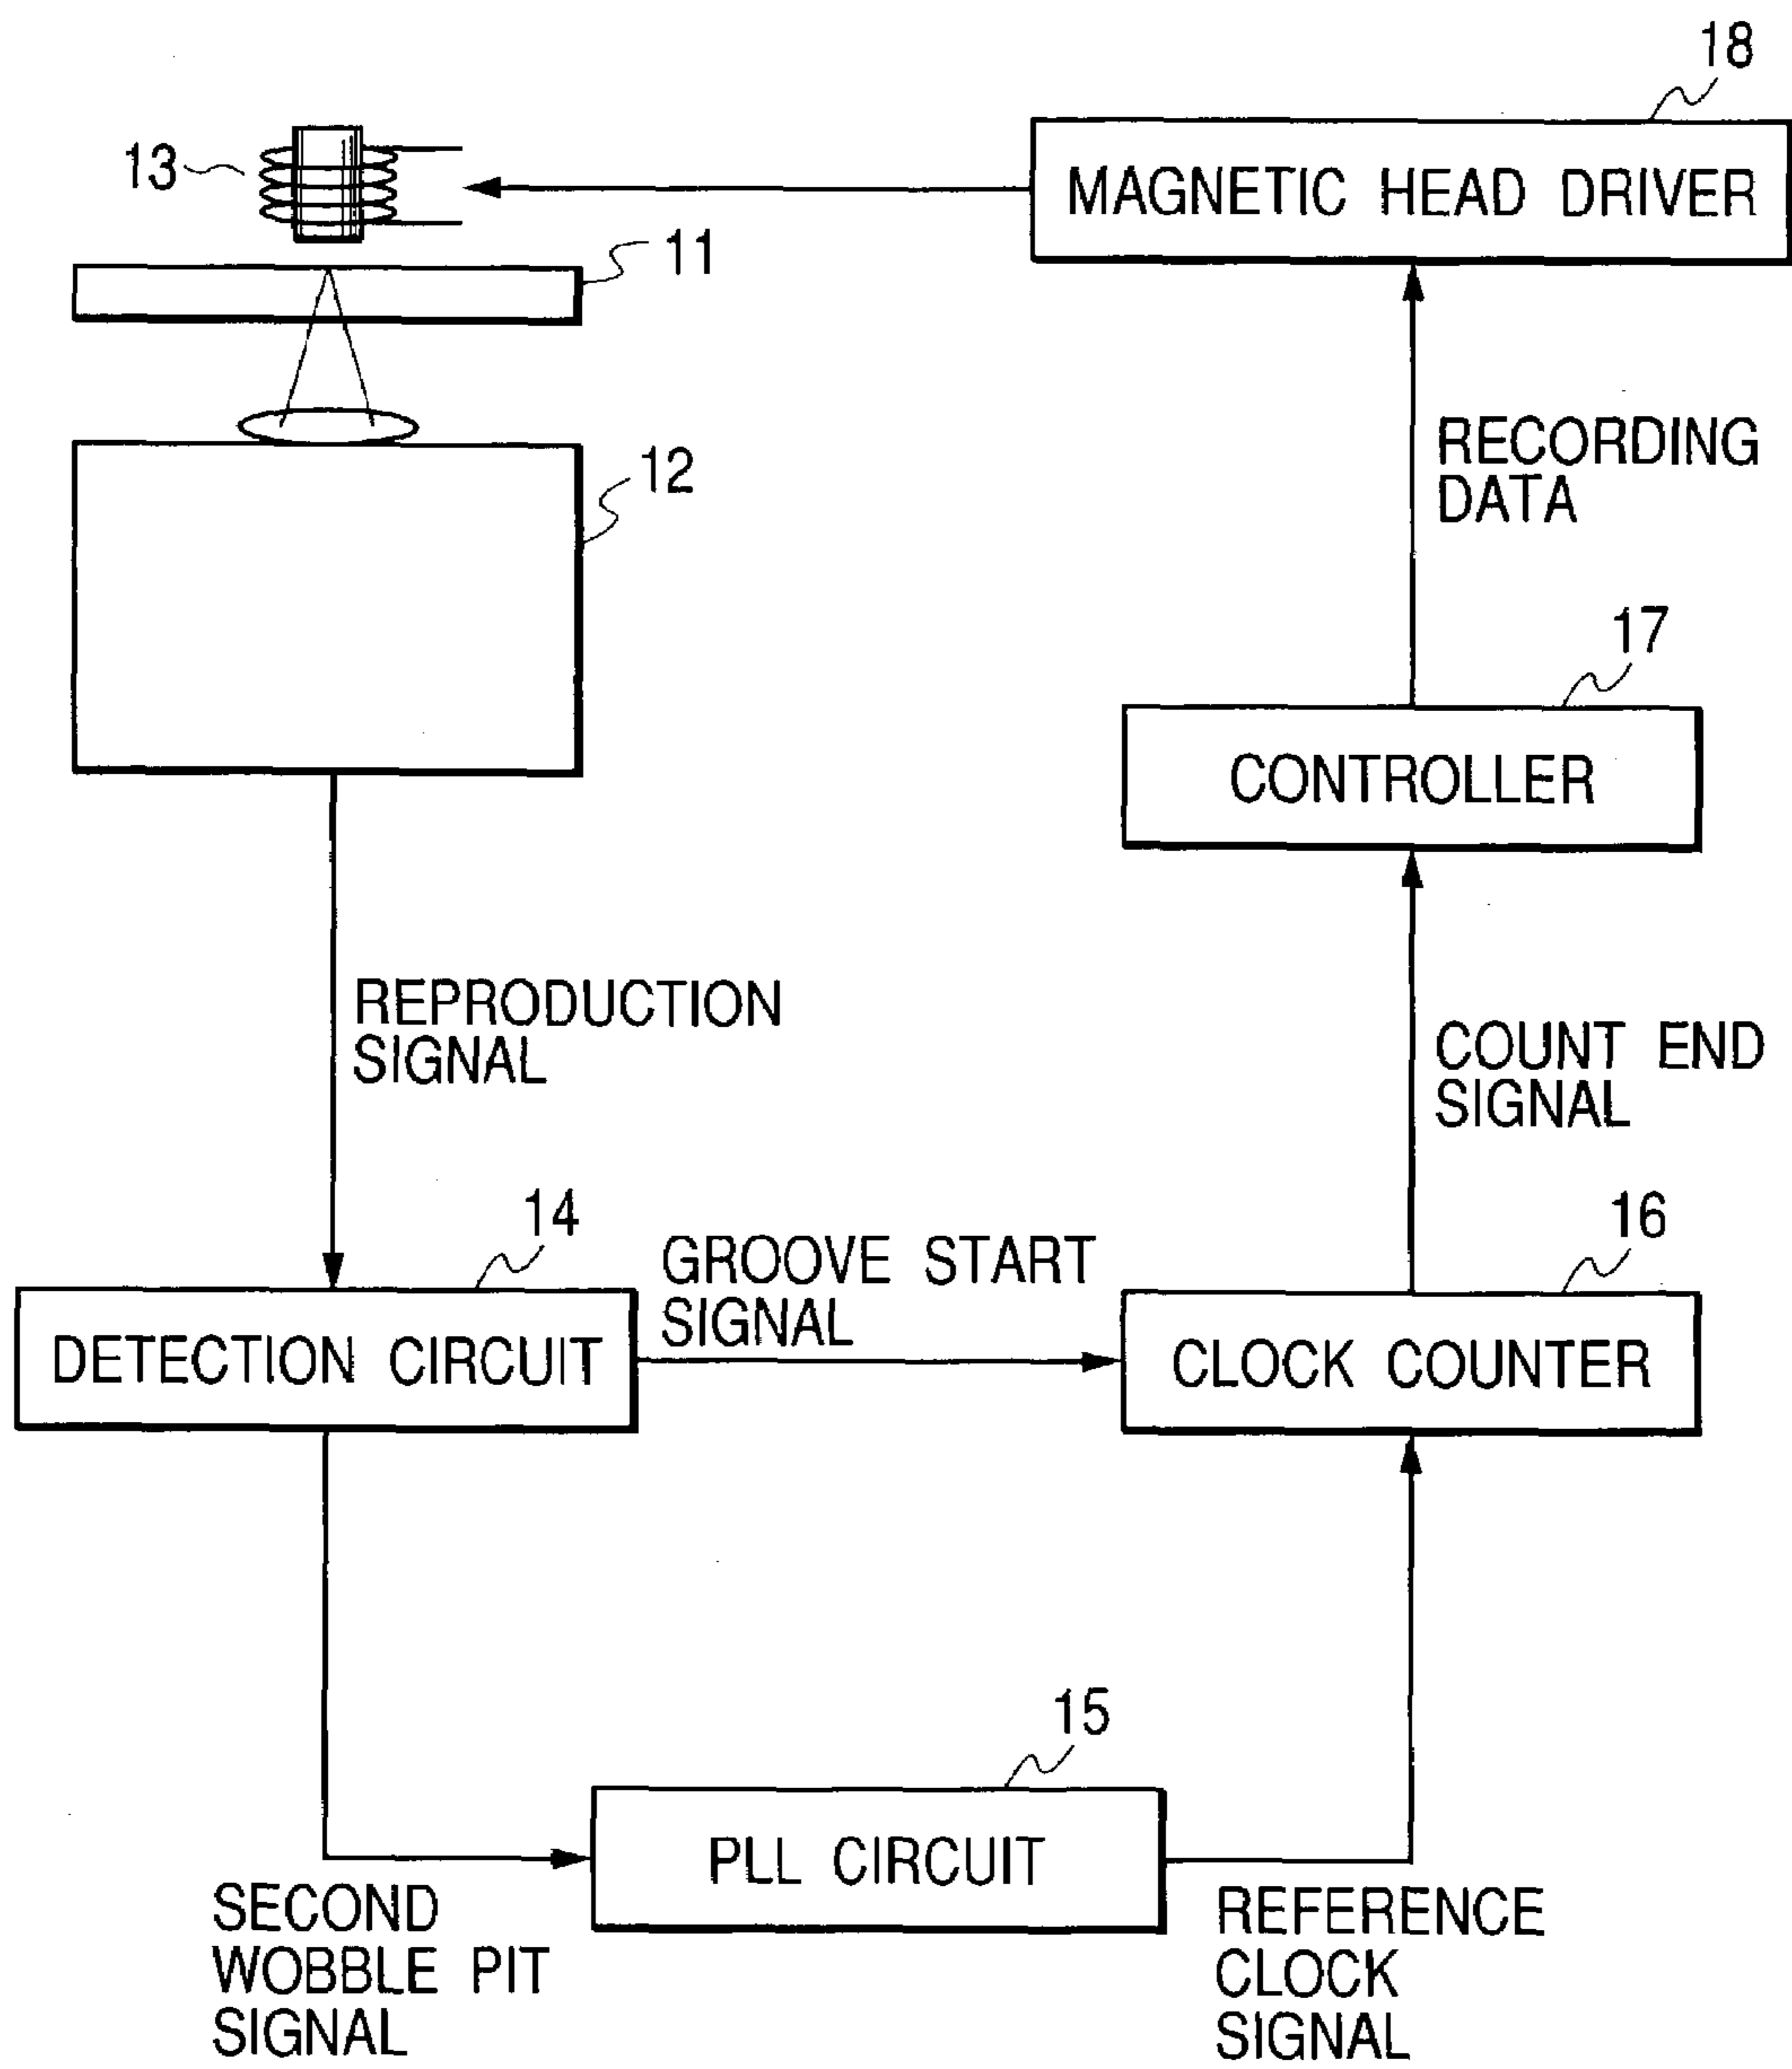 18
13
MAGNETIC HEAD DRIVER
11
RECORDING
DATA
12
17
CONTROLLER
REPRODUCTION
SIGNAL
COUNT END
SIGNAL
14
GROOVE START
SIGNAL
16
DETECTION CIRCUIT
CLOCK COUNTER
15
PLL CIRCUIT
SECOND
WOBBLE PIT
SIGNAL
REFERENCE
CLOCK
SIGNAL